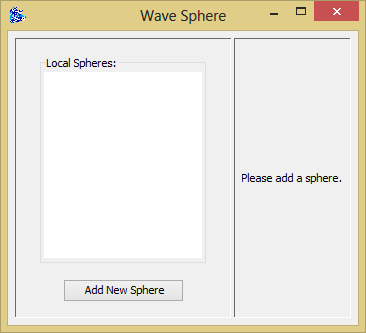 Wave Sphere
Local Spheres:
Please add a sphere.
Add New Sphere